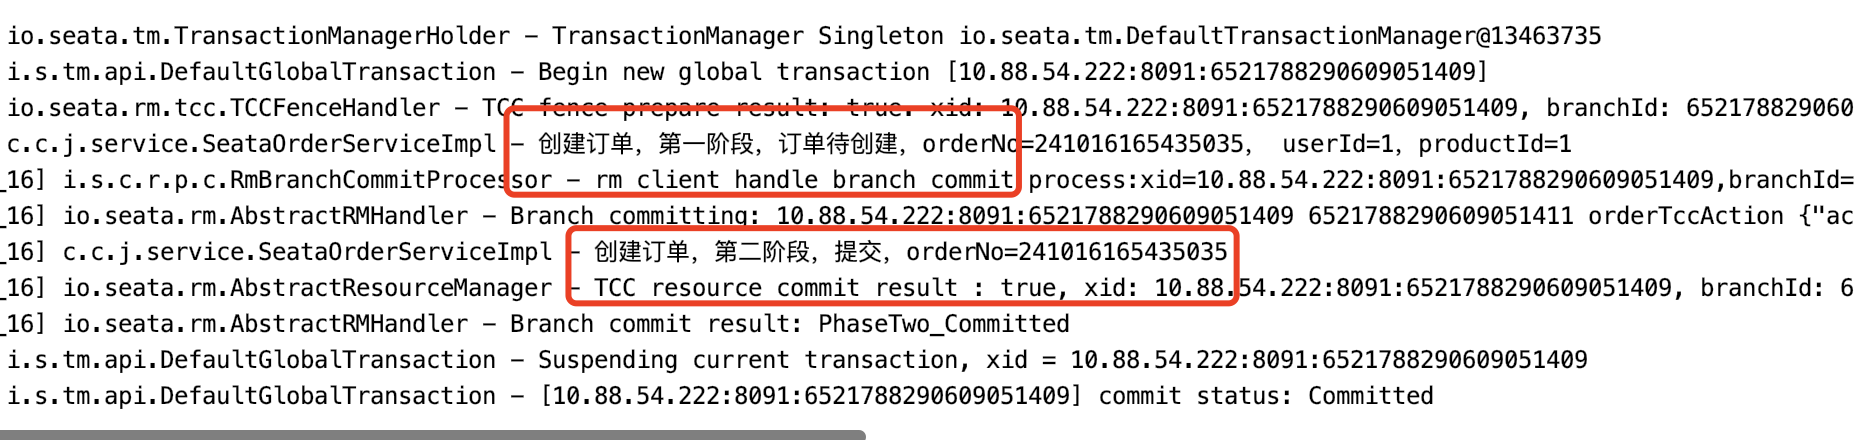 io.seata.tm.TransactionManagerHolder – TransactionManager Singleton io.seata.tm.DefaultTransactionManager@13463735
i.s.tm.api.DefaultGlobalTransaction – Begin new global transaction [10.88.54.222:8091:6521788290609051409]
io.seata.rm.tcc.TCCFenceHandler – TCC fence prepare result: true. xid: 10.88.54.222:8091:6521788290609051409, branchId: 652178829060
c.c.j.service.SeataOrderServiceImpl – 创建订单，第一阶段，订单待创建，orderNo=241016165435035， userId=1，productId=1
_16] i.s.c.r.p.c.RmBranchCommitProcessor – rm client handle branch commit process:xid=10.88.54.222:8091:6521788290609051409,branchId=
_16] io.seata.rm.AbstractRMHandler – Branch committing: 10.88.54.222:8091:6521788290609051409 6521788290609051411 orderTccAction {"ac
_16] c.c.j.service.SeataOrderServiceImpl – 创建订单，第二阶段，提交，orderNo=241016165435035
_16] io.seata.rm.AbstractResourceManager – TCC resource commit result : true, xid: 10.88.54.222:8091:6521788290609051409, branchId: 6
_16] io.seata.rm.AbstractRMHandler – Branch commit result: PhaseTwo_Committed
i.s.tm.api.DefaultGlobalTransaction – Suspending current transaction, xid = 10.88.54.222:8091:6521788290609051409
i.s.tm.api.DefaultGlobalTransaction – [10.88.54.222:8091:6521788290609051409] commit status: Committed